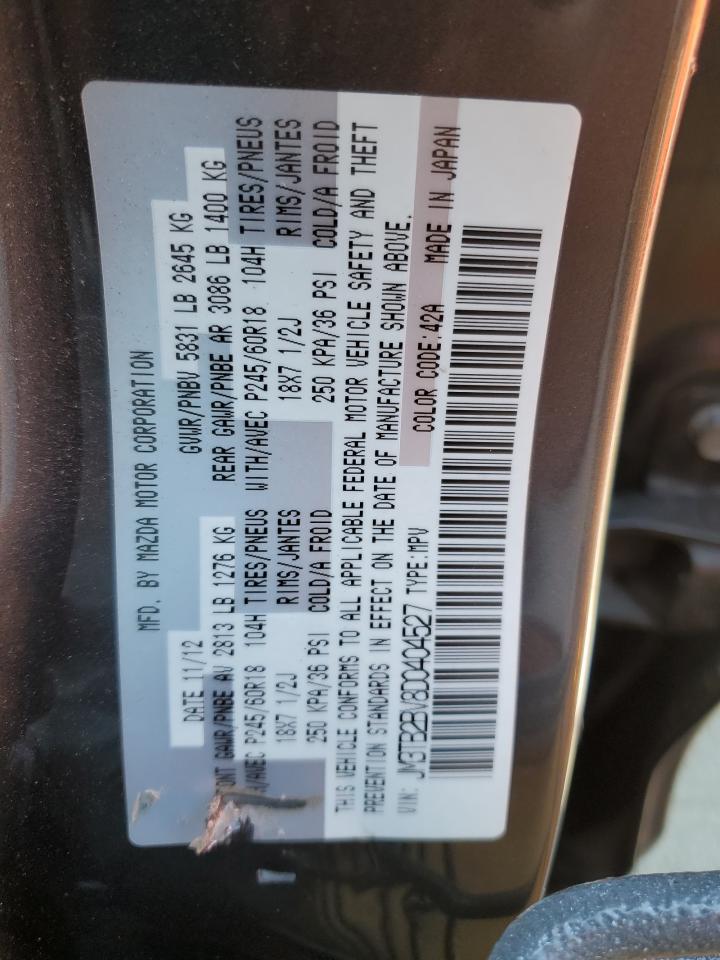 MFD. BY MAZDA MOTOR CORPORATION
DATE 11/12 GVWR/PNBV 5831 LB 2645 KG
GAWR/PNBE AV 2813 LB 1276 KG REAR GAWR/PNBE AR 3086 LB 1400 KG
/AVEC P245/60R18 104H TIRES/PNEUS WITH/AVEC P245/60R18 104H TIRES/PNEUS
18X7 1/2J RIMS/JANTES 18X7 1/2J RIMS/JANTES
250 KPA/36 PSI COLD/A FROID 250 KPA/36 PSI COLD/A FROID
THIS VEHICLE CONFORMS TO ALL APPLICABLE FEDERAL MOTOR VEHICLE SAFETY AND THEFT
PREVENTION STANDARDS IN EFFECT ON THE DATE OF MANUFACTURE SHOWN ABOVE.
VIN: JM3TB2BV8D0404527 TYPE:MPV COLOR CODE:42A MADE IN JAPAN